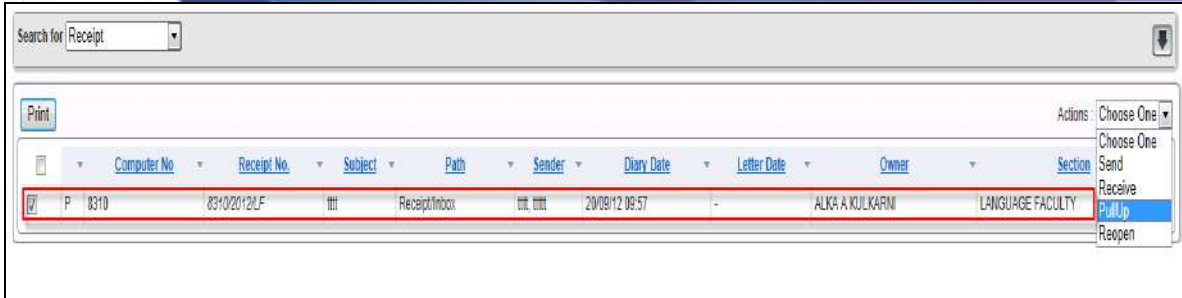 Search for Receipt
Print
Actions : Choose One
Choose One
Send
Receive
PullUp
Reopen
Computer No Receipt No. Subject Path Sender Diary Date Letter Date Owner Section
P 8310 8310/2012/LF tttt Receipt/Inbox tttt, ttttt 20/09/12 09:57 - ALKA A KULKARNI LANGUAGE FACULTY